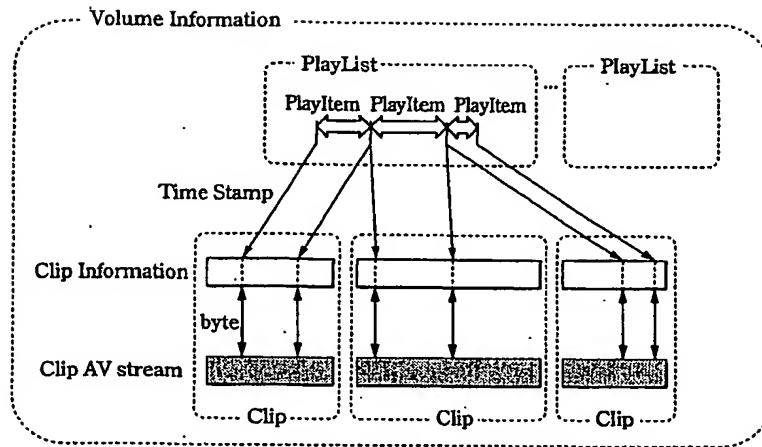 Volume Information
PlayList
PlayList
...
PlayItem PlayItem PlayItem
Time Stamp
Clip Information
byte
Clip AV stream
Clip
Clip
Clip